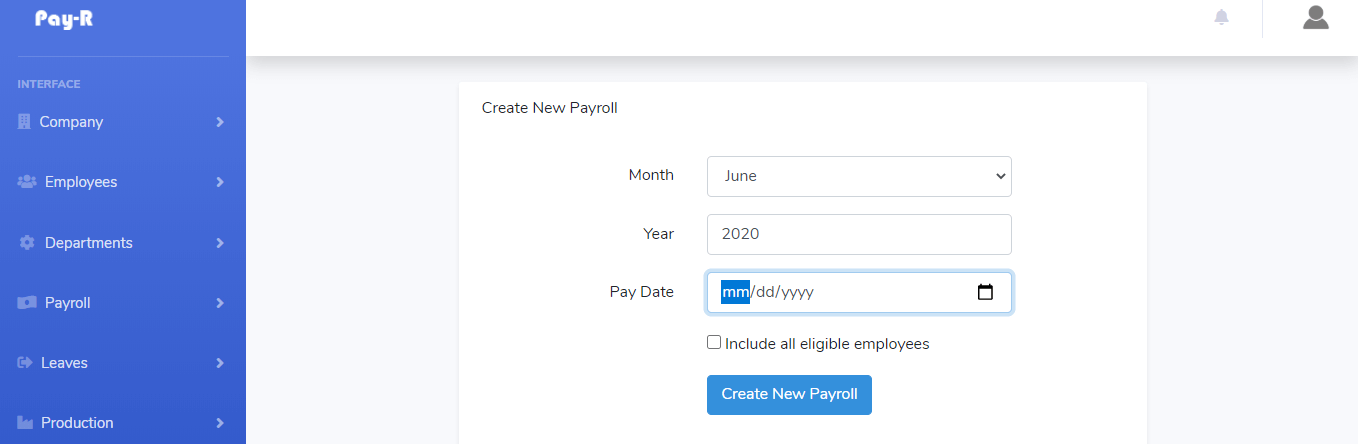 Pay-R
INTERFACE
Company
Employees
Departments
Payroll
Leaves
Production
Create New Payroll
Month June
Year 2020
Pay Date mm/dd/yyyy
Include all eligible employees
Create New Payroll